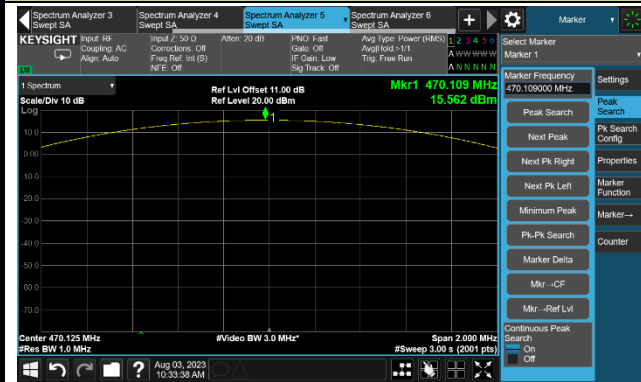 Spectrum Analyzer 3
Swept SA
Spectrum Analyzer 4
Swept SA
Spectrum Analyzer 5
Swept SA
Spectrum Analyzer 6
Swept SA
Marker
KEYSIGHT
Input: RF
Coupling: AC
Align: Auto
Input Z: 50 Ω
Corrections: Off
Freq Ref: Int (S)
NFE: Off
Atten: 20 dB
PNO: Fast
Gate: Off
IF Gain: Low
Sig Track: Off
Avg Type: Power (RMS)
Avg|Hold:>1/1
Trig: Free Run
1 2 3 4 5 6
A W W W W W
A N N N N N
Select Marker
Marker 1
1 Spectrum
Scale/Div 10 dB
Log
Ref Lvl Offset 11.00 dB
Ref Level 20.00 dBm
Mkr1 470.109 MHz
15.562 dBm
1
10.0
0.00
-10.0
-20.0
-30.0
-40.0
-50.0
-60.0
-70.0
Center 470.125 MHz
#Res BW 1.0 MHz
#Video BW 3.0 MHz*
Span 2.000 MHz
#Sweep 3.00 s (2001 pts)
Marker Frequency
470.109000 MHz
Peak Search
Next Peak
Next Pk Right
Next Pk Left
Minimum Peak
Pk-Pk Search
Marker Delta
Mkr→CF
Mkr→Ref Lvl
Continuous Peak
Search
On
Off
Settings
Peak
Search
Pk Search
Config
Properties
Marker
Function
Marker→
Counter
Aug 03, 2023
10:33:38 AM